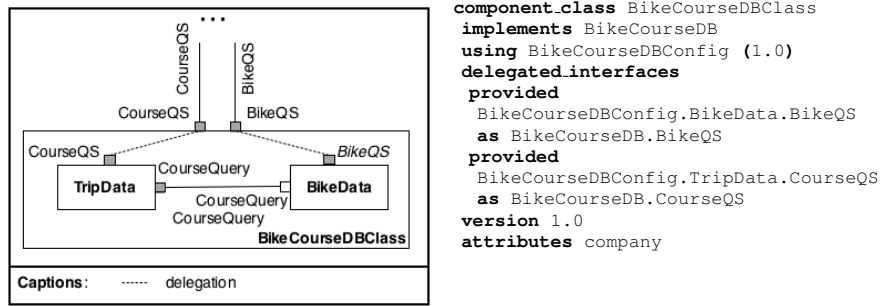 ...
CourseQS
BikeQS
CourseQS
BikeQS
CourseQS
BikeQS
CourseQuery
TripData
BikeData
CourseQuery
CourseQuery
BikeCourseDBClass
Captions: ------ delegation
component_class BikeCourseDBClass
implements BikeCourseDB
using BikeCourseDBConfig (1.0)
delegated_interfaces
provided
BikeCourseDBConfig.BikeData.BikeQS
as BikeCourseDB.BikeQS
provided
BikeCourseDBConfig.TripData.CourseQS
as BikeCourseDB.CourseQS
version 1.0
attributes company